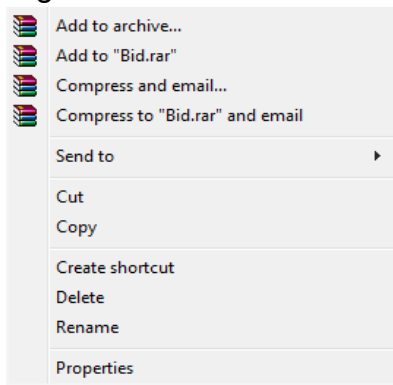 Add to archive...
Add to "Bid.rar"
Compress and email...
Compress to "Bid.rar" and email
Send to
Cut
Copy
Create shortcut
Delete
Rename
Properties